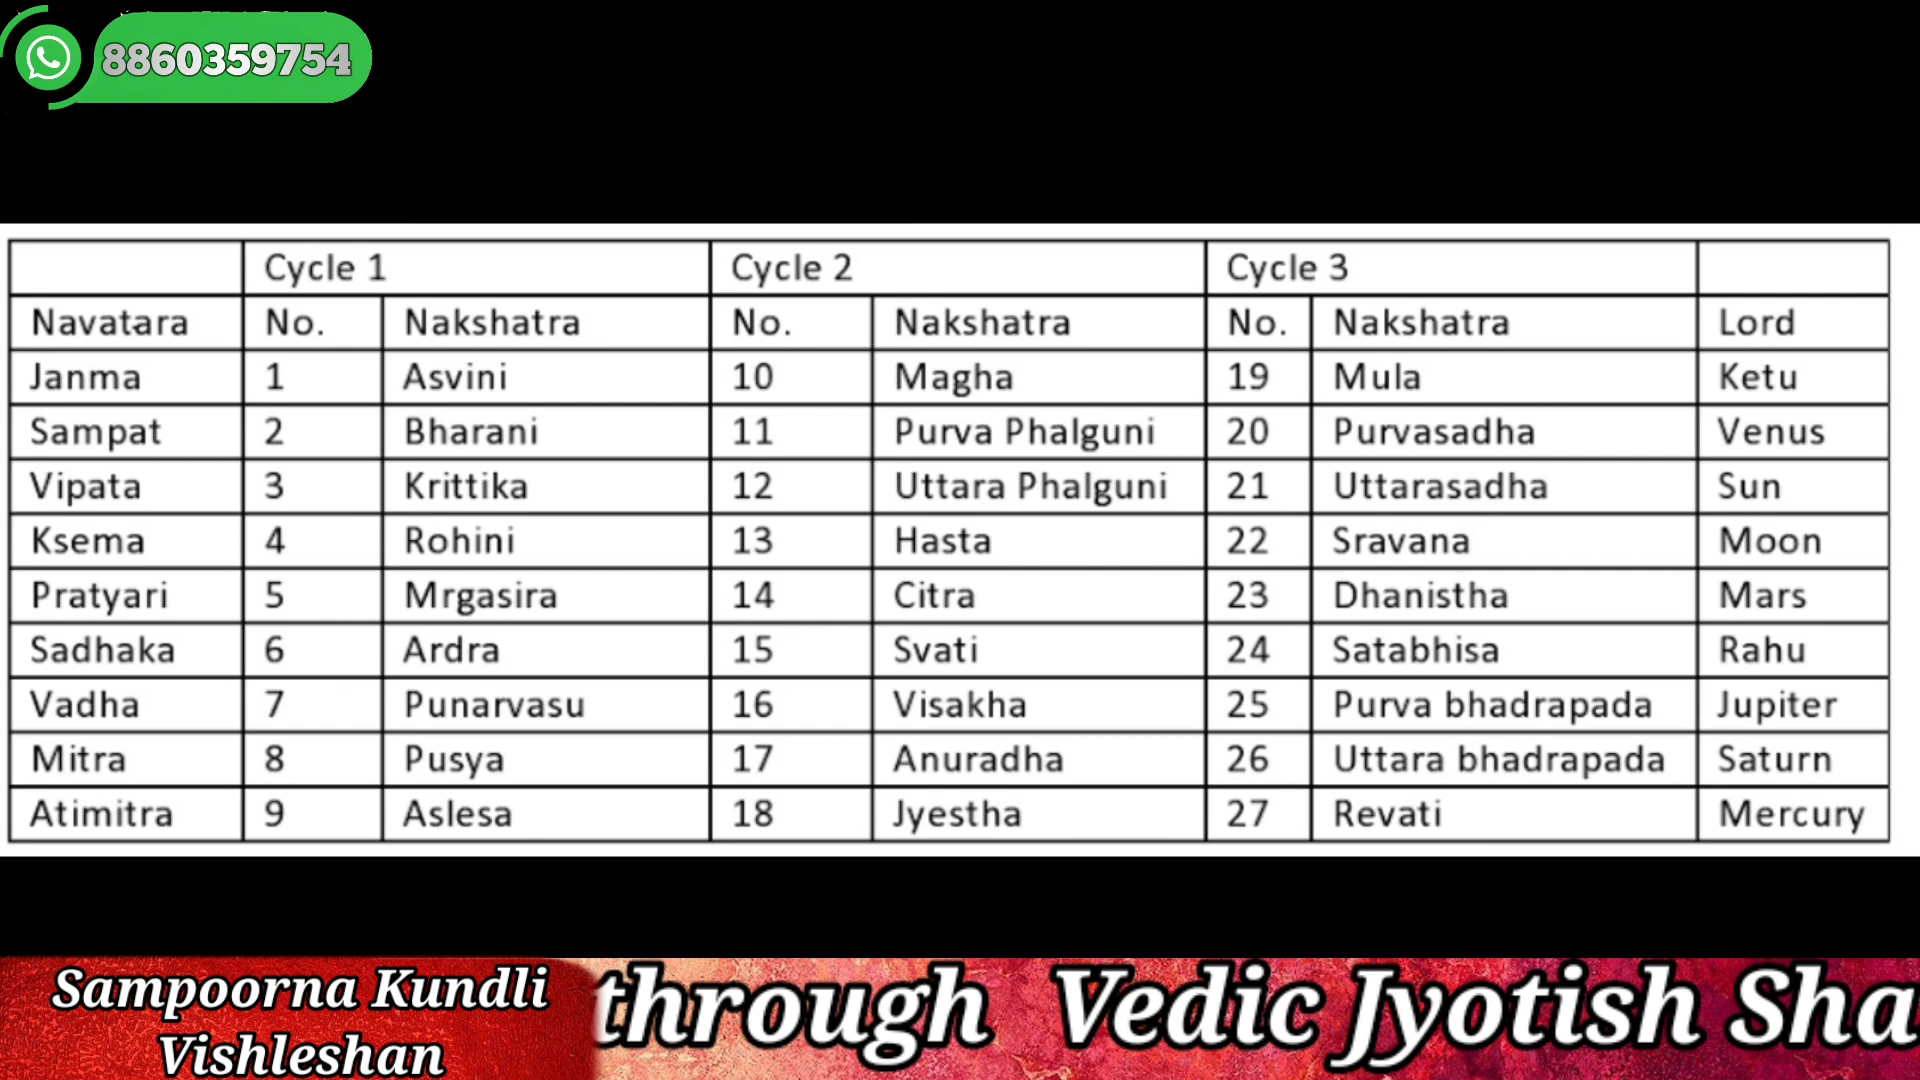 8860359754
Cycle 1 Cycle 2 Cycle 3
Navatara No. Nakshatra No. Nakshatra No. Nakshatra Lord
Janma 1 Asvini 10 Magha 19 Mula Ketu
Sampat 2 Bharani 11 Purva Phalguni 20 Purvasadha Venus
Vipata 3 Krittika 12 Uttara Phalguni 21 Uttarasadha Sun
Ksema 4 Rohini 13 Hasta 22 Sravana Moon
Pratyari 5 Mrgasira 14 Citra 23 Dhanistha Mars
Sadhaka 6 Ardra 15 Svati 24 Satabhisa Rahu
Vadha 7 Punarvasu 16 Visakha 25 Purva bhadrapada Jupiter
Mitra 8 Pusya 17 Anuradha 26 Uttara bhadrapada Saturn
Atimitra 9 Aslesa 18 Jyestha 27 Revati Mercury
Sampoorna Kundli
Vishleshan
through Vedic Jyotish Sha